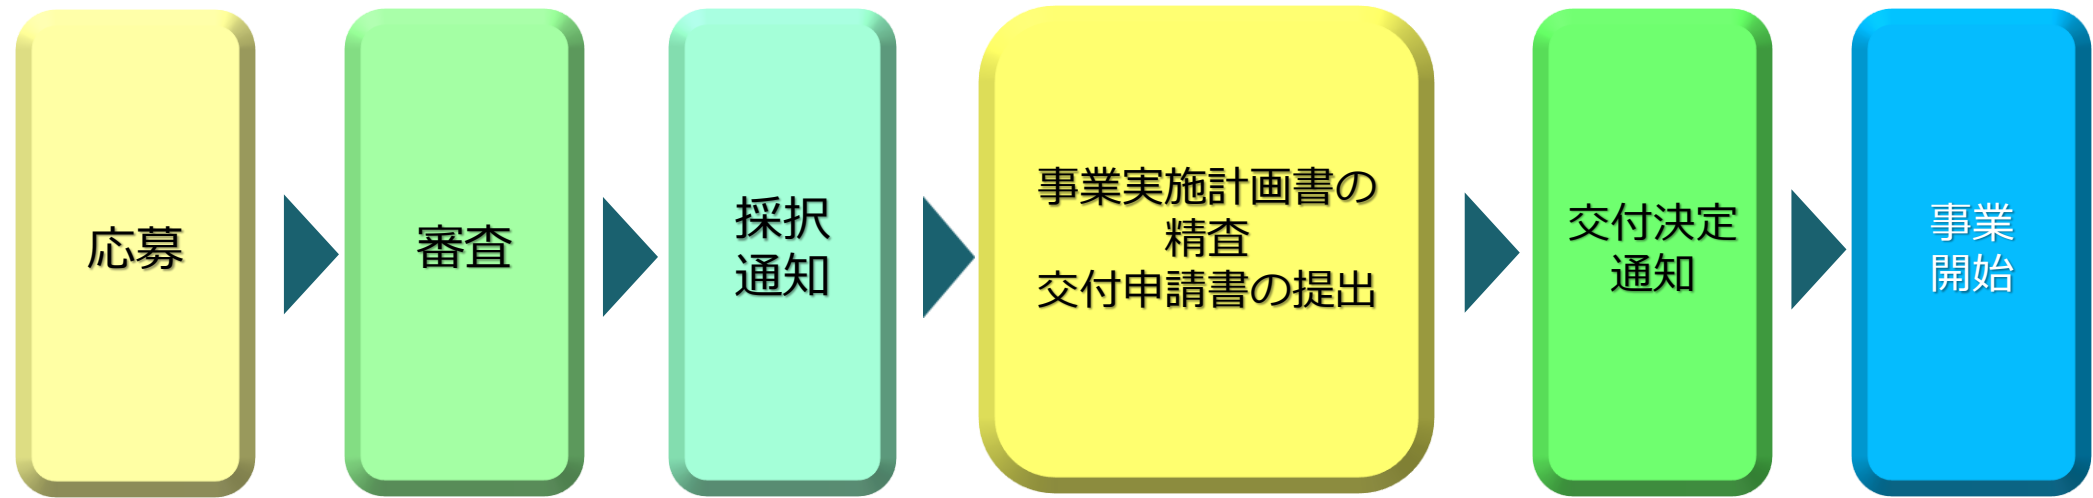 応募
審査
採択
通知
事業実施計画書の
精査
交付申請書の提出
交付決定
通知
事業
開始